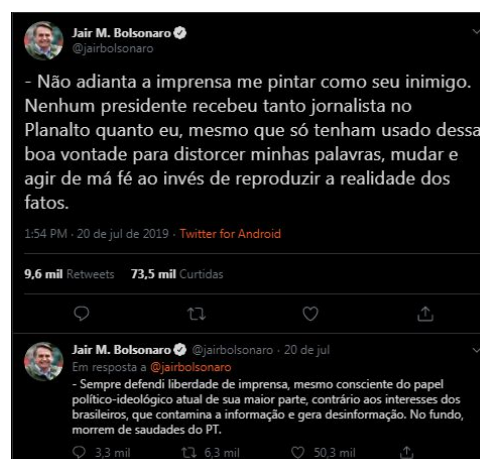 Jair M. Bolsonaro
@jairbolsonaro
- Não adianta a imprensa me pintar como seu inimigo.
Nenhum presidente recebeu tanto jornalista no
Planalto quanto eu, mesmo que só tenham usado dessa
boa vontade para distorcer minhas palavras, mudar e
agir de má fé ao invés de reproduzir a realidade dos
fatos.
1:54 PM · 20 de jul de 2019 · Twitter for Android
9,6 mil Retweets 73,5 mil Curtidas
Jair M. Bolsonaro @jairbolsonaro · 20 de jul
Em resposta a @jairbolsonaro
- Sempre defendi liberdade de imprensa, mesmo consciente do papel
político-ideológico atual de sua maior parte, contrário aos interesses dos
brasileiros, que contamina a informação e gera desinformação. No fundo,
morrem de saudades do PT.
3,3 mil 6,3 mil 50,3 mil